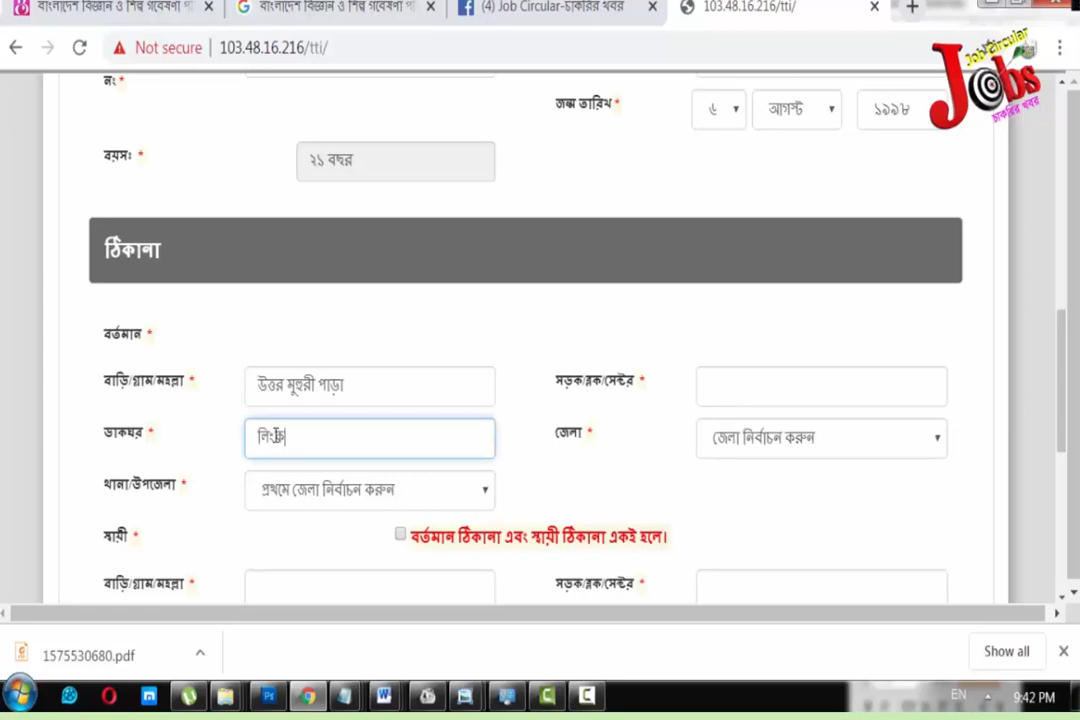 বাংলাদেশ বিজ্ঞান ও শিল্প গবেষণা প
বাংলাদেশ বিজ্ঞান ও শিল্প গবেষণা প
(4) Job Circular-চাকরির খবর
103.48.16.216/tti/
Not secure 103.48.16.216/tti/
Job Circular
Jobs
চাকরির খবর
নং*
জন্ম তারিখ* ৬ আগস্ট ১৯৯৮
বয়সঃ * ২১ বছর
ঠিকানা
বর্তমান *
বাড়ি/গ্রাম/মহল্লা * উত্তর মূহুরী পাড়া সড়ক/ব্লক/সেক্টর *
ডাকঘর * জেলা * জেলা নির্বাচন করুন
থানা/উপজেলা * প্রথমে জেলা নির্বাচন করুন
স্থায়ী * বর্তমান ঠিকানা এবং স্থায়ী ঠিকানা একই হলে।
বাড়ি/গ্রাম/মহল্লা * সড়ক/ব্লক/সেক্টর *
1575530680.pdf Show all
EN 9:42 PM